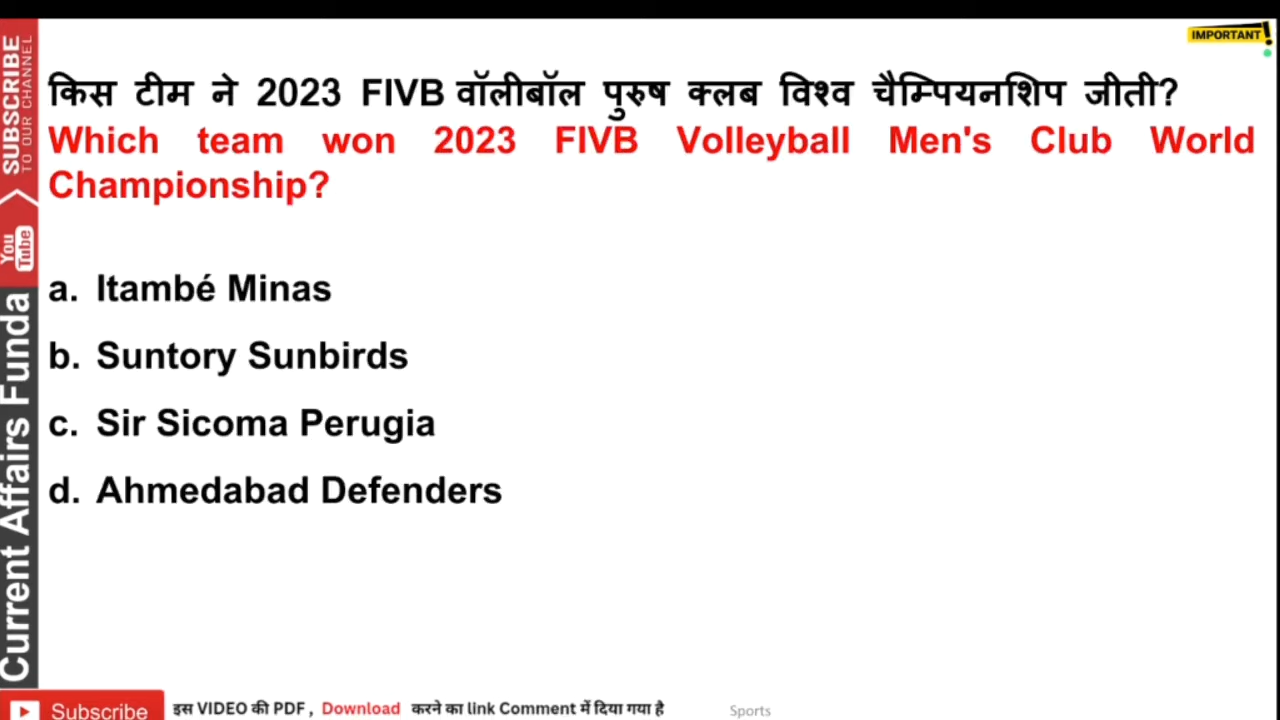 IMPORTANT!
किस टीम ने 2023 FIVB वॉलीबॉल पुरुष क्लब विश्व चैम्पियनशिप जीती?
Which team won 2023 FIVB Volleyball Men's Club World
Championship?
a. Itambé Minas
b. Suntory Sunbirds
c. Sir Sicoma Perugia
d. Ahmedabad Defenders
SUBSCRIBE
TO OUR CHANNEL
You
Tube
Current Affairs Funda
Subscribe
इस VIDEO की PDF , Download करने का link Comment में दिया गया है
Sports